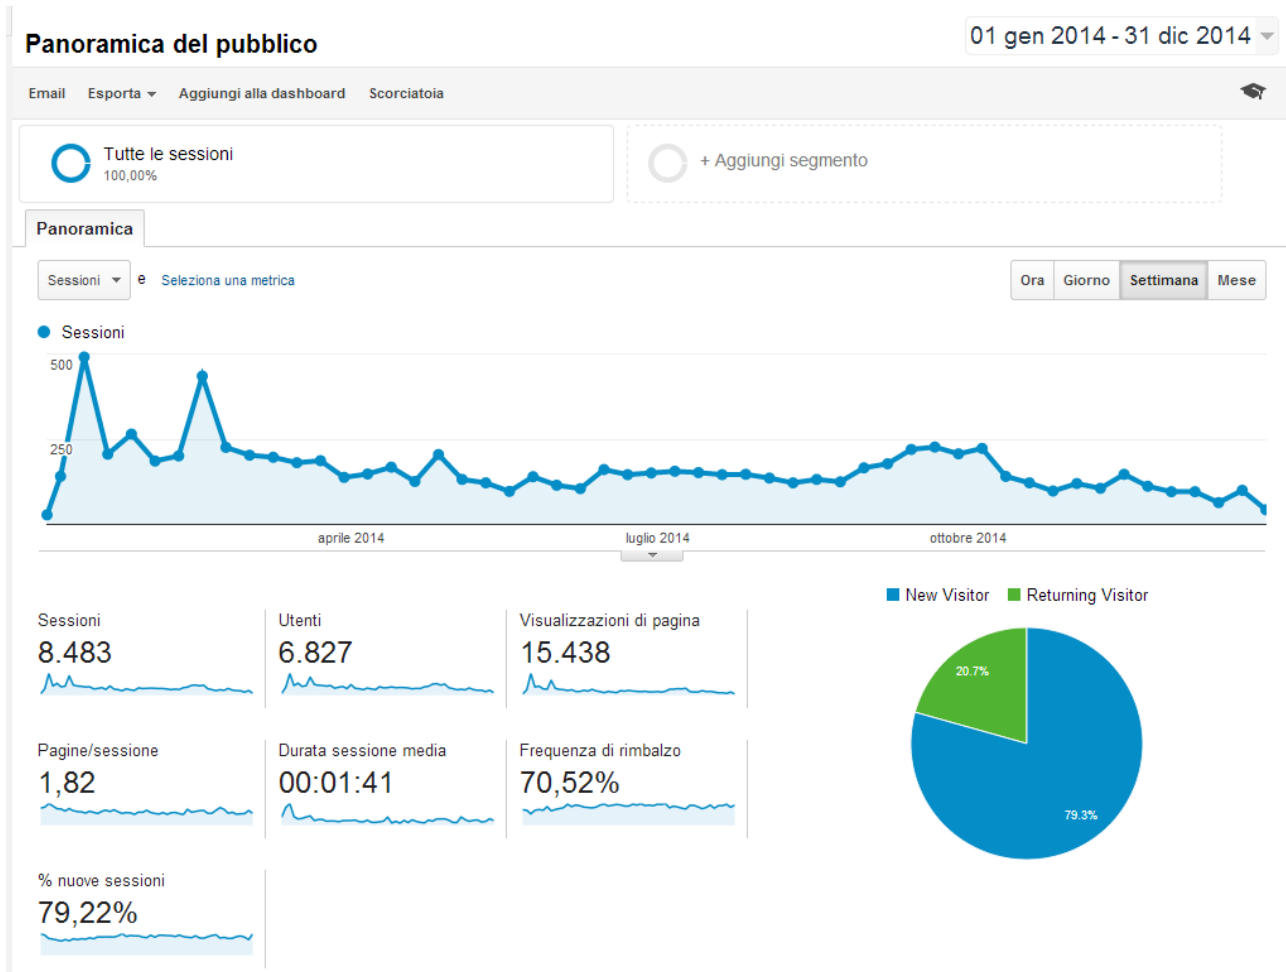 Panoramica del pubblico
01 gen 2014 - 31 dic 2014
Email Esporta Aggiungi alla dashboard Scorciatoia
Tutte le sessioni
100,00%
+ Aggiungi segmento
Panoramica
Sessioni e Seleziona una metrica
Ora Giorno Settimana Mese
Sessioni
500
250
aprile 2014 luglio 2014 ottobre 2014
New Visitor Returning Visitor
Sessioni
8.483
Utenti
6.827
Visualizzazioni di pagina
15.438
20.7%
79.3%
Pagine/sessione
1,82
Durata sessione media
00:01:41
Frequenza di rimbalzo
70,52%
% nuove sessioni
79,22%